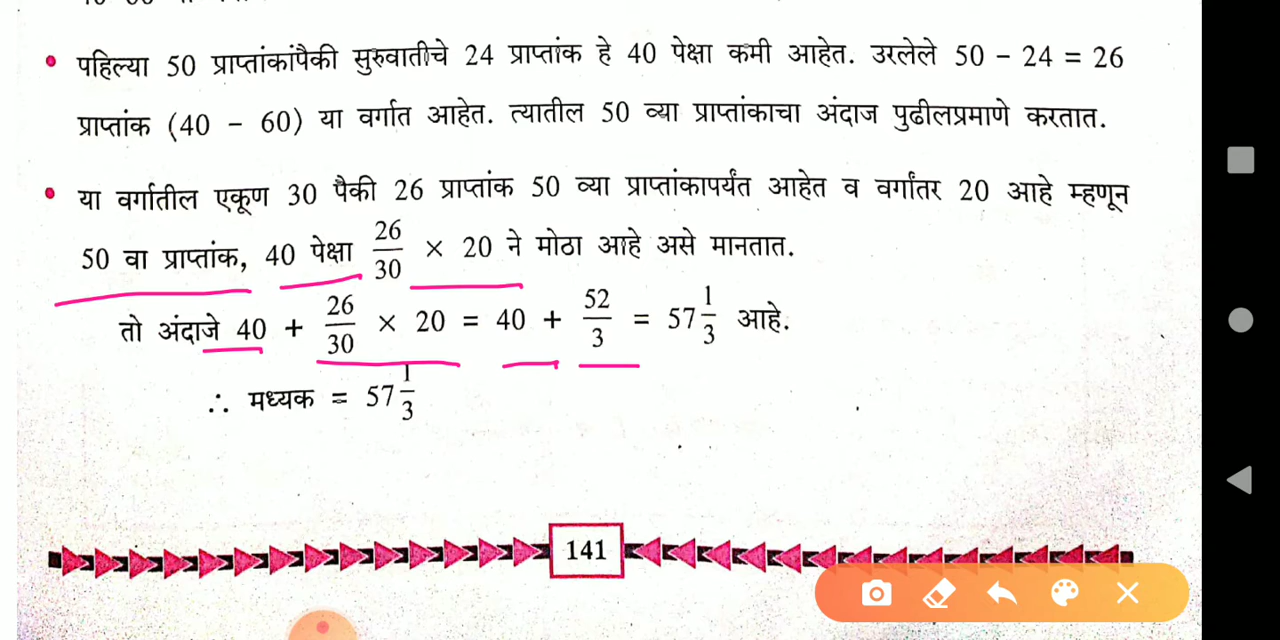 • पहिल्या 50 प्राप्तांकांपैकी सुरुवातीचे 24 प्राप्तांक हे 40 पेक्षा कमी आहेत. उरलेले 50 – 24 = 26
प्राप्तांक (40 – 60) या वर्गात आहेत. त्यातील 50 व्या प्राप्तांकाचा अंदाज पुढीलप्रमाणे करतात.
• या वर्गातील एकूण 30 पैकी 26 प्राप्तांक 50 व्या प्राप्तांकापर्यंत आहेत व वर्गांतर 20 आहे म्हणून
50 वा प्राप्तांक, 40 पेक्षा 26/30 × 20 ने मोठा आहे असे मानतात.
तो अंदाजे 40 + 26/30 × 20 = 40 + 52/3 = 57 1/3 आहे.
∴ मध्यक = 57 1/3
141